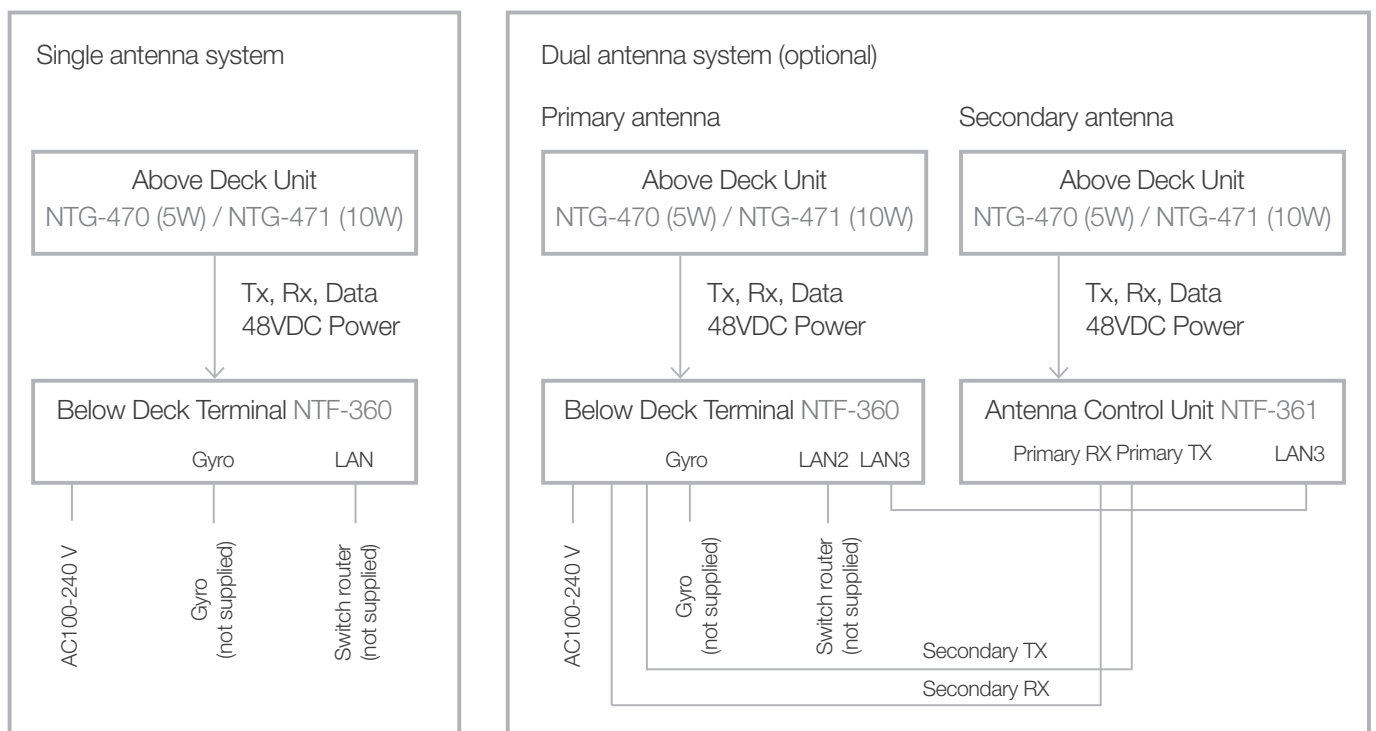 Single antenna system
Above Deck Unit
NTG-470 (5W) / NTG-471 (10W)
Tx, Rx, Data
48VDC Power
Below Deck Terminal NTF-360
Gyro LAN
AC100-240 V
Gyro
(not supplied)
Switch router
(not supplied)
Dual antenna system (optional)
Primary antenna
Above Deck Unit
NTG-470 (5W) / NTG-471 (10W)
Tx, Rx, Data
48VDC Power
Below Deck Terminal NTF-360
Gyro LAN2 LAN3
AC100-240 V
Gyro
(not supplied)
Switch router
(not supplied)
Secondary antenna
Above Deck Unit
NTG-470 (5W) / NTG-471 (10W)
Tx, Rx, Data
48VDC Power
Antenna Control Unit NTF-361
Primary RX Primary TX LAN3
Secondary TX
Secondary RX